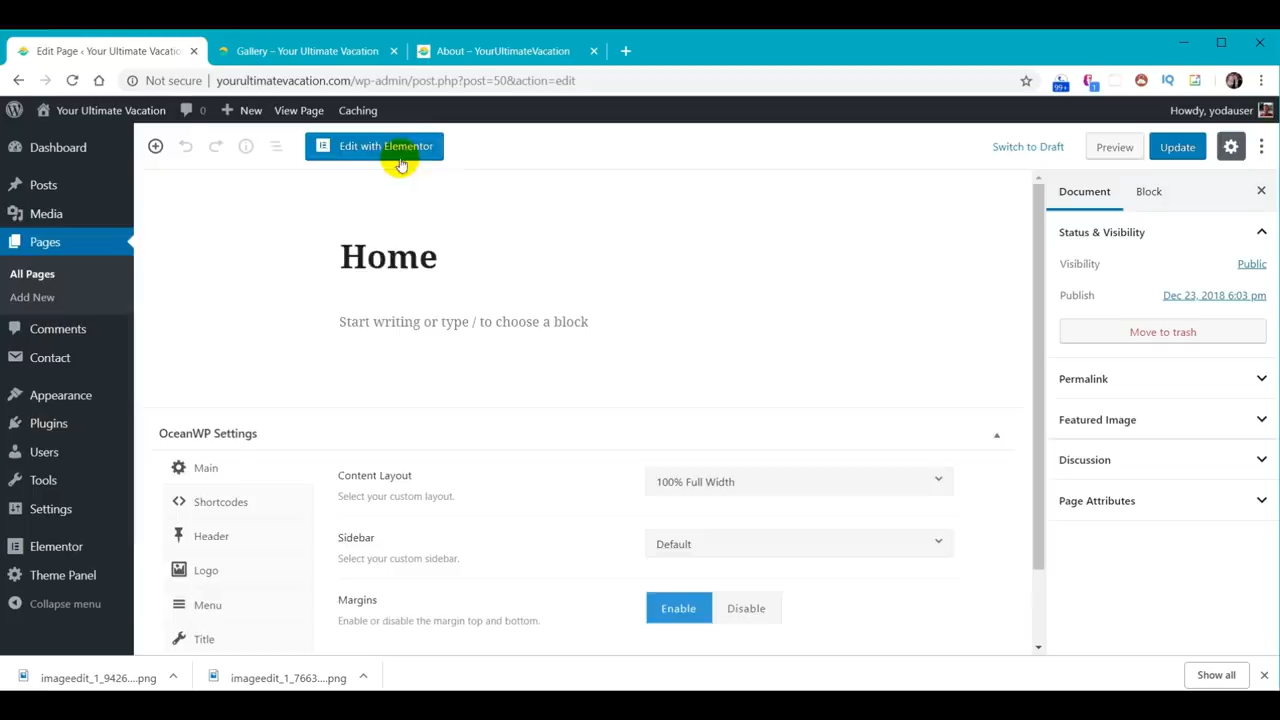 Edit Page ‹ Your Ultimate Vacatio
Gallery – Your Ultimate Vacation
About – YourUltimateVacation
Not secure
yourultimatevacation.com/wp-admin/post.php?post=50&action=edit
99+
1
IQ
Your Ultimate Vacation
0
New
View Page
Caching
Howdy, yodauser
Dashboard
Posts
Media
Pages
All Pages
Add New
Comments
Contact
Appearance
Plugins
Users
Tools
Settings
Elementor
Theme Panel
Collapse menu
Edit with Elementor
Switch to Draft
Preview
Update
Home
Start writing or type / to choose a block
OceanWP Settings
Main
Shortcodes
Header
Logo
Menu
Title
Content Layout
Select your custom layout.
100% Full Width
Sidebar
Select your custom sidebar.
Default
Margins
Enable or disable the margin top and bottom.
Enable
Disable
Document
Block
Status & Visibility
Visibility
Public
Publish
Dec 23, 2018 6:03 pm
Move to trash
Permalink
Featured Image
Discussion
Page Attributes
imageedit_1_9426....png
imageedit_1_7663....png
Show all